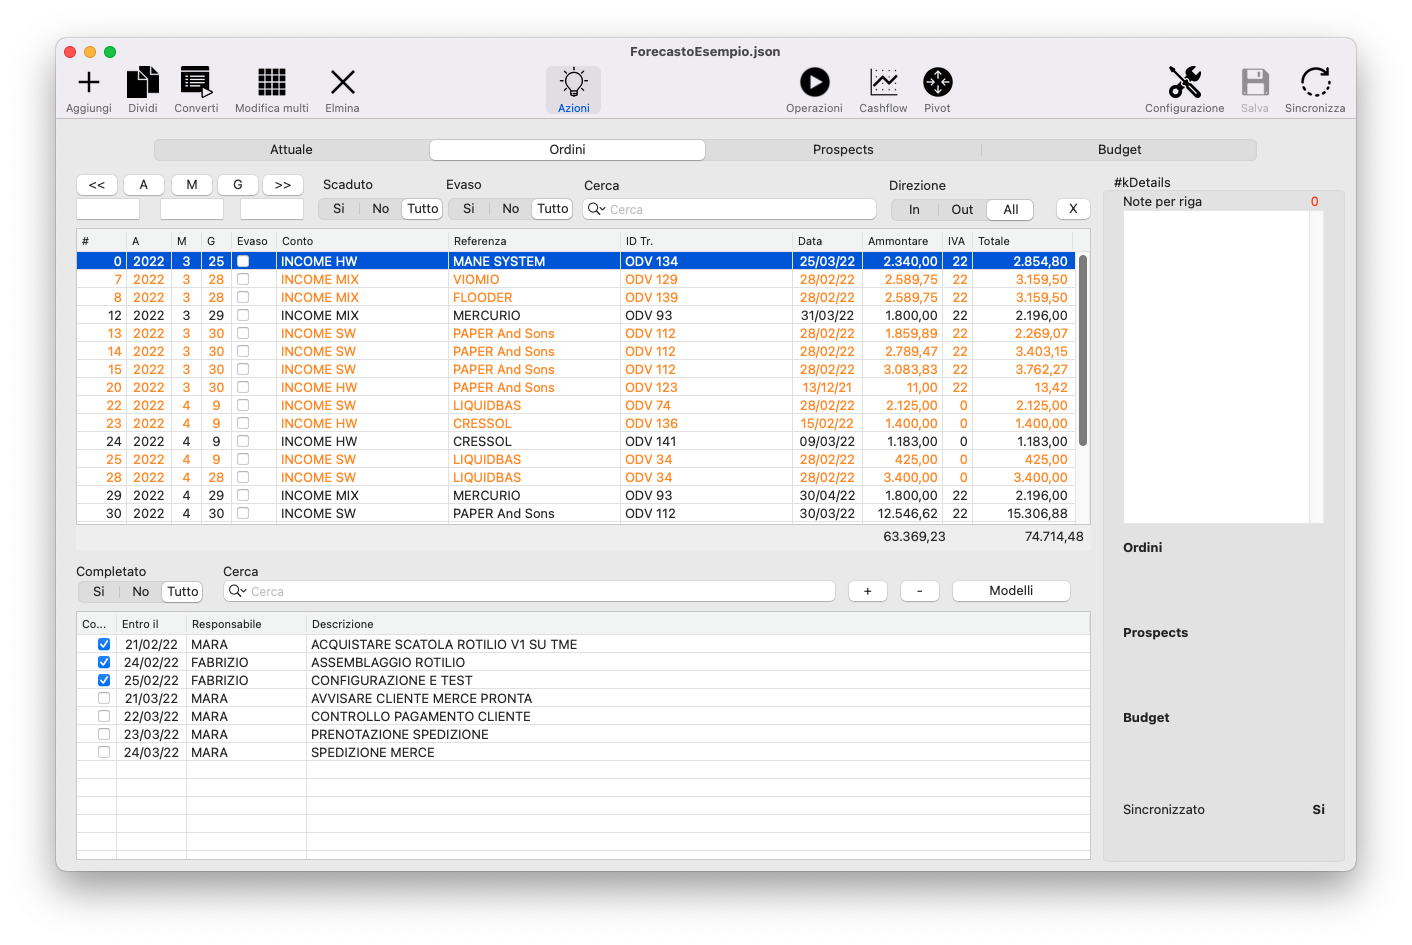 ForecastoEsempio.json
Aggiungi Dividi Converti Modifica multi Elmina Azioni Operazioni Cashflow Pivot Configurazione Salva Sincronizza
Attuale Ordini Prospects Budget
<< A M G >> Scaduto Evaso Cerca Direzione
Si No Tutto Si No Tutto Cerca In Out All X
# A M G Evaso Conto Referenza ID Tr. Data Ammontare IVA Totale
0 2022 3 25 INCOME HW MANE SYSTEM ODV 134 25/03/22 2.340,00 22 2.854,80
7 2022 3 28 INCOME MIX VIOMIO ODV 129 28/02/22 2.589,75 22 3.159,50
8 2022 3 28 INCOME MIX FLOODER ODV 139 28/02/22 2.589,75 22 3.159,50
12 2022 3 29 INCOME MIX MERCURIO ODV 93 31/03/22 1.800,00 22 2.196,00
13 2022 3 30 INCOME SW PAPER And Sons ODV 112 28/02/22 1.859,89 22 2.269,07
14 2022 3 30 INCOME SW PAPER And Sons ODV 112 28/02/22 2.789,47 22 3.403,15
15 2022 3 30 INCOME SW PAPER And Sons ODV 112 28/02/22 3.083,83 22 3.762,27
20 2022 3 30 INCOME HW PAPER And Sons ODV 123 13/12/21 11,00 22 13,42
22 2022 4 9 INCOME SW LIQUIDBAS ODV 74 28/02/22 2.125,00 0 2.125,00
23 2022 4 9 INCOME HW CRESSOL ODV 136 15/02/22 1.400,00 0 1.400,00
24 2022 4 9 INCOME HW CRESSOL ODV 141 09/03/22 1.183,00 0 1.183,00
25 2022 4 9 INCOME SW LIQUIDBAS ODV 34 28/02/22 425,00 0 425,00
28 2022 4 28 INCOME SW LIQUIDBAS ODV 34 28/02/22 3.400,00 0 3.400,00
29 2022 4 29 INCOME MIX MERCURIO ODV 93 30/04/22 1.800,00 22 2.196,00
30 2022 4 30 INCOME SW PAPER And Sons ODV 112 30/03/22 12.546,62 22 15.306,88
63.369,23 74.714,48
Completato Cerca
Si No Tutto Cerca + - Modelli
Co... Entro il Responsabile Descrizione
21/02/22 MARA ACQUISTARE SCATOLA ROTILIO V1 SU TME
24/02/22 FABRIZIO ASSEMBLAGGIO ROTILIO
25/02/22 FABRIZIO CONFIGURAZIONE E TEST
21/03/22 MARA AVVISARE CLIENTE MERCE PRONTA
22/03/22 MARA CONTROLLO PAGAMENTO CLIENTE
23/03/22 MARA PRENOTAZIONE SPEDIZIONE
24/03/22 MARA SPEDIZIONE MERCE
#kDetails
Note per riga 0
Ordini
Prospects
Budget
Sincronizzato Si